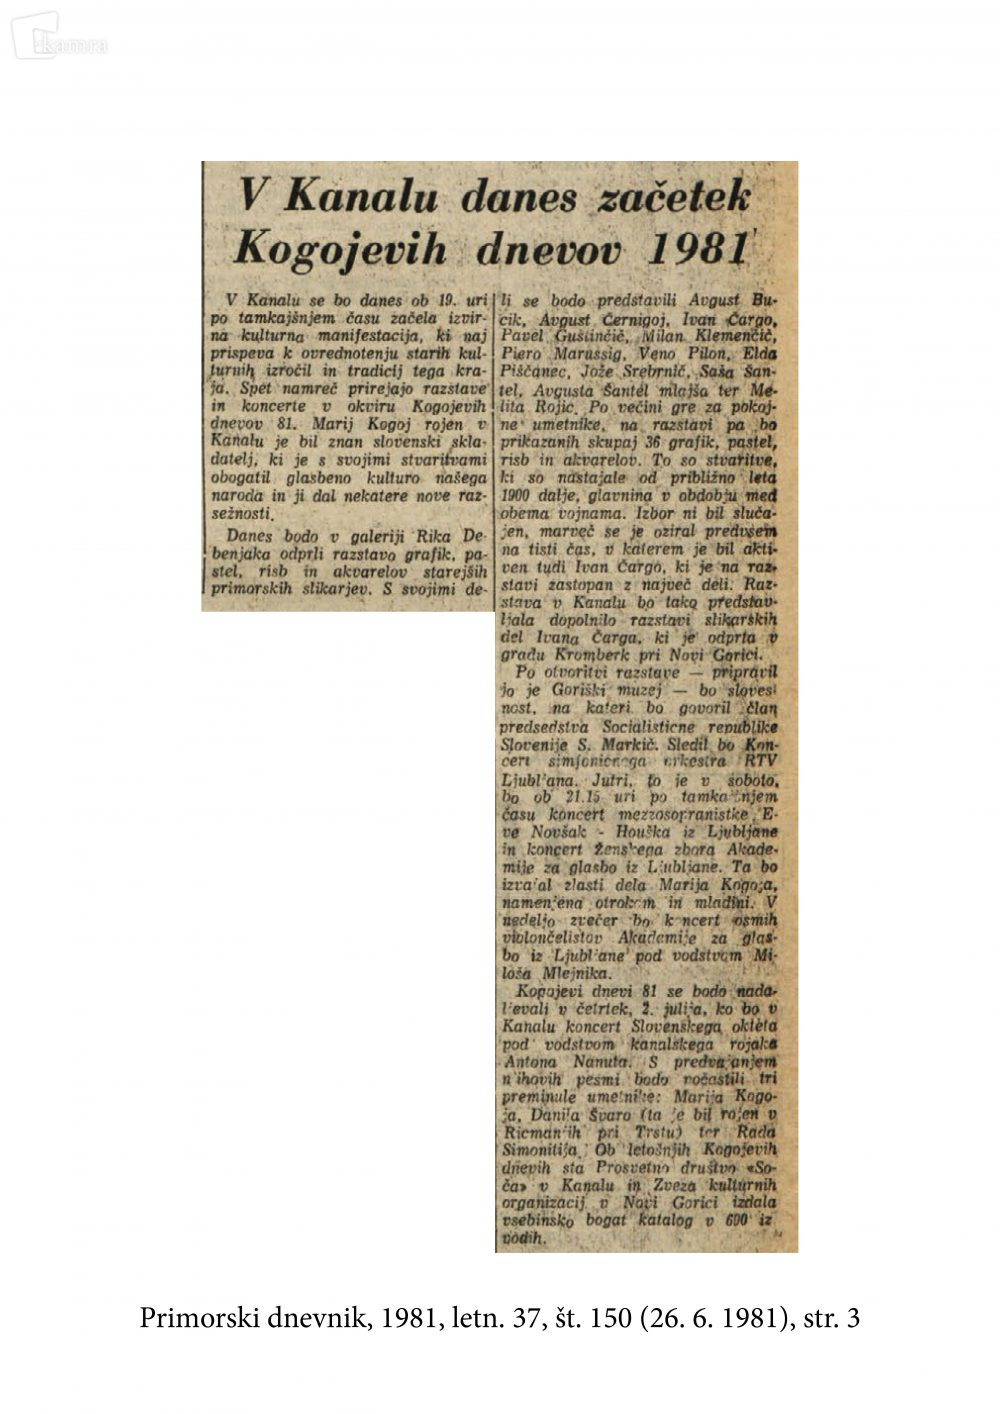 kamra
V Kanalu danes začetek
Kogojevih dnevov 1981
V Kanalu se bo danes ob 19. uri
po tamkajšnjem času začela izvir-
na kulturna manifestacija, ki naj
prispeva k ovrednotenju starih kul-
turnih izročil in tradicij tega kra-
ja. Spet namreč prirejajo razstave
in koncerte v okviru Kogojevih
dnevov 81. Marij Kogoj rojen v
Kanalu je bil znan slovenski skla-
datelj, ki je s svojimi stvaritvami
obogatil glasbeno kulturo našega
naroda in ji dal nekatere nove raz-
sežnosti.
Danes bodo v galeriji Rika De-
benjaka odprli razstavo grafik, pa-
stel, risb in akvarelov starejših
primorskih slikarjev. S svojimi de-
li se bodo predstavili Avgust Bu-
cik, Avgust Černigoj, Ivan Čargo,
Pavel Gustinčič, Milan Klemenčič,
Piero Marussig, Veno Pilon, Elda
Piščanec, Jože Srebrnič, Saša Šan-
tel, Avgusta Šantel mlajša ter Me-
lita Rojic. Po večini gre za pokoj-
ne umetnike, na razstavi pa bo
prikazanih skupaj 36 grafik, pastel,
risb in akvarelov. To so stvaritve,
ki so nastajale od približno leta
1900 dalje, glavnina v obdobju med
obema vojnama. Izbor ni bil sluča-
jen, marveč se je oziral predvsem
na tisti čas, v katerem je bil akti-
ven tudi Ivan Čargo, ki je na raz-
stavi zastopan z največ deli. Raz-
stava v Kanalu bo tako predstav-
ljala dopolnilo razstavi slikarskih
del Ivana Čarga, ki je odprta v
gradu Kromberk pri Novi Gorici.
Po otvoritvi razstave — pripravil
jo je Goriški muzej — bo sloves
nost, na kateri bo govoril član
predsedstva Socialistične republike
Slovenije S. Markič. Sledil bo Kon-
cert simfoničnega orkestra RTV
Ljubljana. Jutri, to je v soboto,
bo ob 21.15 uri po tamkajšnjem
času koncert mezzosopranistke E-
ve Novšak - Houška iz Ljubljane
in koncert Ženskega zbora Akade-
mije za glasbo iz Ljubljane. Ta bo
izvajal zlasti dela Marija Kogoja,
namenjena otrokom in mladini. V
nedeljo zvečer bo koncert osmih
violončelistov Akademije za glas-
bo iz Ljubljane pod vodstvom Mi-
loša Mlejnika.
Kogojevi dnevi 81 se bodo nada-
ljevali v četrtek, 2. julija, ko bo v
Kanalu koncert Slovenskega okteta
pod vodstvom kanalskega rojaka
Antona Nanuta. S predvajanjem
njihovih pesmi bodo počastili tri
preminule umetnike: Marija Kogo-
ja, Danila Švaro (ta je bil rojen v
Ricmanjih pri Trstu) ter Rada
Simonitija. Ob letošnjih Kogojevih
dnevih sta Prosvetno društvo «So-
ča» v Kanalu in Zveza kulturnih
organizacij v Novi Gorici izdala
vsebinsko bogat katalog v 600 iz
vodih.
Primorski dnevnik, 1981, letn. 37, št. 150 (26. 6. 1981), str. 3